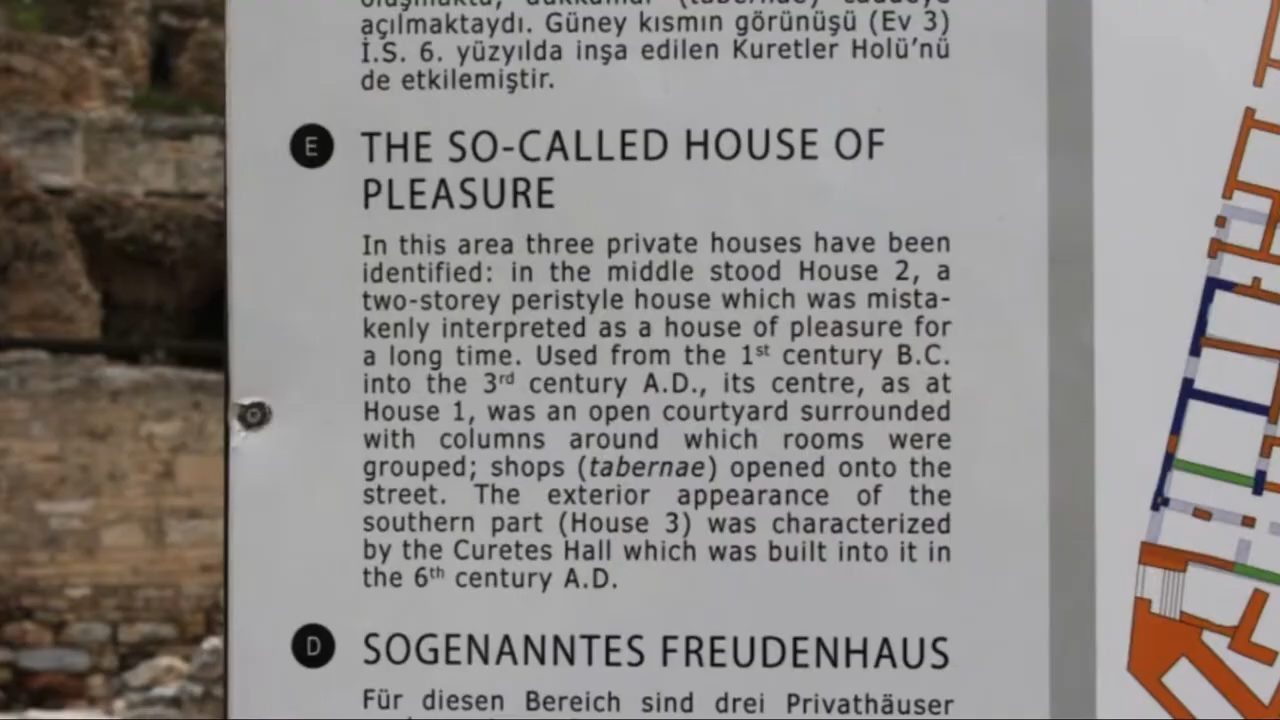 açılmaktaydı. Güney kısmın görünüşü (Ev 3)
İ.S. 6. yüzyılda inşa edilen Kuretler Holü'nü
de etkilemiştir.
E THE SO-CALLED HOUSE OF
PLEASURE
In this area three private houses have been
identified: in the middle stood House 2, a
two-storey peristyle house which was mista-
kenly interpreted as a house of pleasure for
a long time. Used from the 1st century B.C.
into the 3rd century A.D., its centre, as at
House 1, was an open courtyard surrounded
with columns around which rooms were
grouped; shops (tabernae) opened onto the
street. The exterior appearance of the
southern part (House 3) was characterized
by the Curetes Hall which was built into it in
the 6th century A.D.
D SOGENANNTES FREUDENHAUS
Für diesen Bereich sind drei Privathäuser